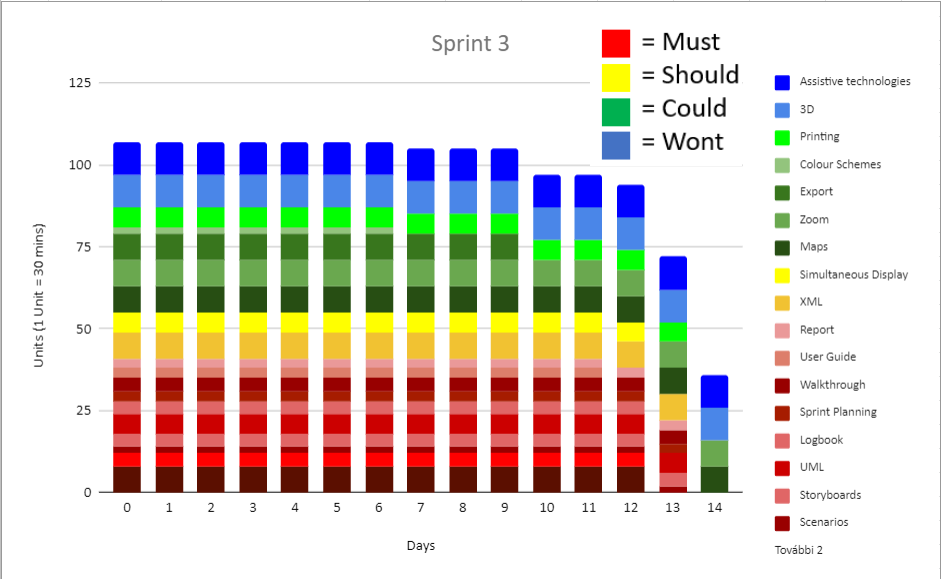 Sprint 3
= Must
= Should
= Could
= Wont
125
100
75
50
25
0
Units (1 Unit = 30 mins)
0 1 2 3 4 5 6 7 8 9 10 11 12 13 14
Days
Assistive technologies
3D
Printing
Colour Schemes
Export
Zoom
Maps
Simultaneous Display
XML
Report
User Guide
Walkthrough
Sprint Planning
Logbook
UML
Storyboards
Scenarios
További 2